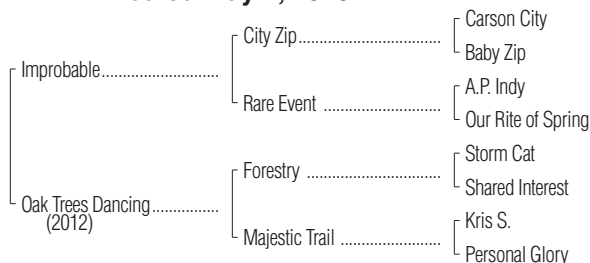 Carson City
City Zip
Baby Zip
Improbable
A.P. Indy
Rare Event
Our Rite of Spring
Storm Cat
Forestry
Shared Interest
Oak Trees Dancing
(2012)
Kris S.
Majestic Trail
Personal Glory